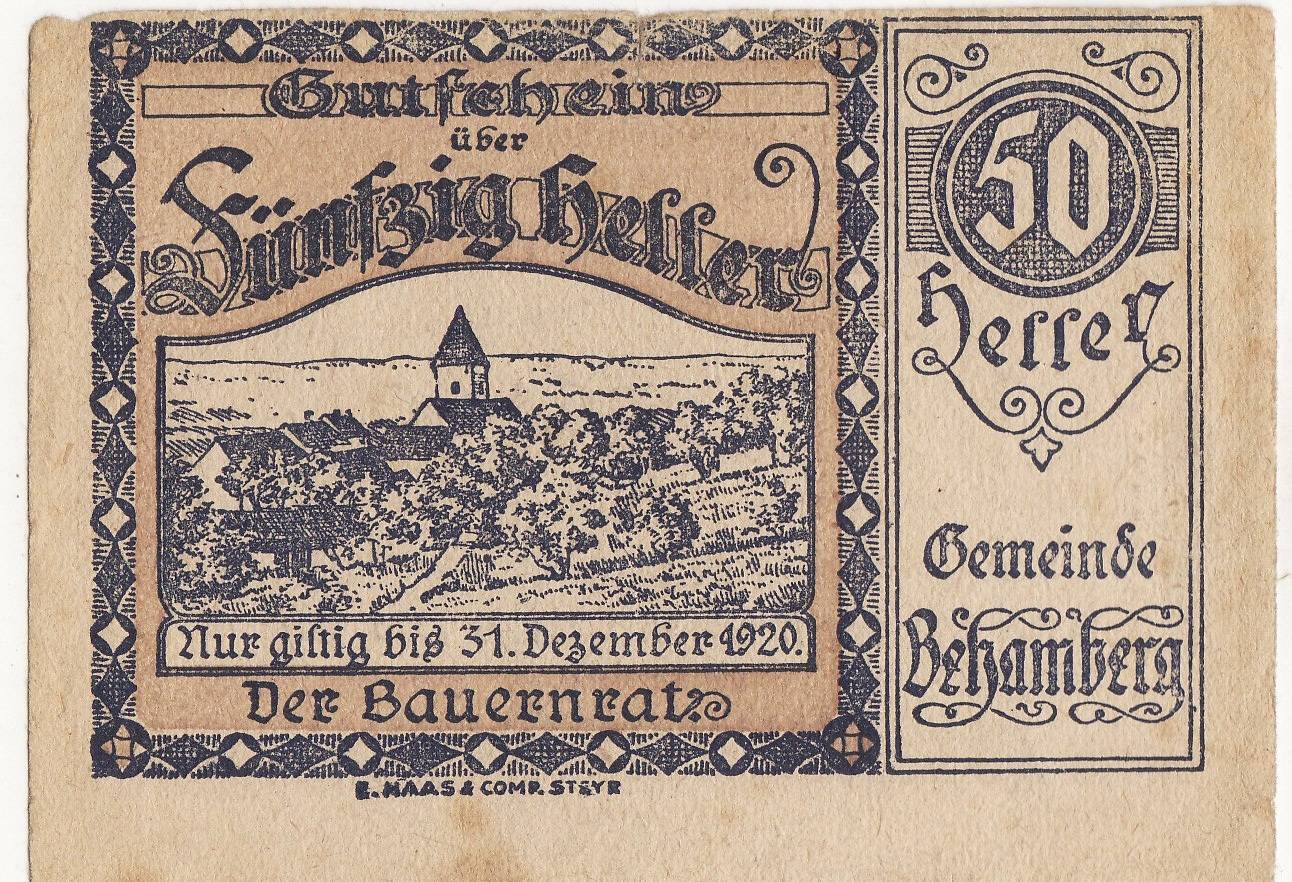 Gutschein
über
Fünfzig Heller
Nur giltig bis 31. Dezember 1920.
Der Bauernrat
E. HAAS & COMP. STEYR
50
Heller
Gemeinde
Behamberg